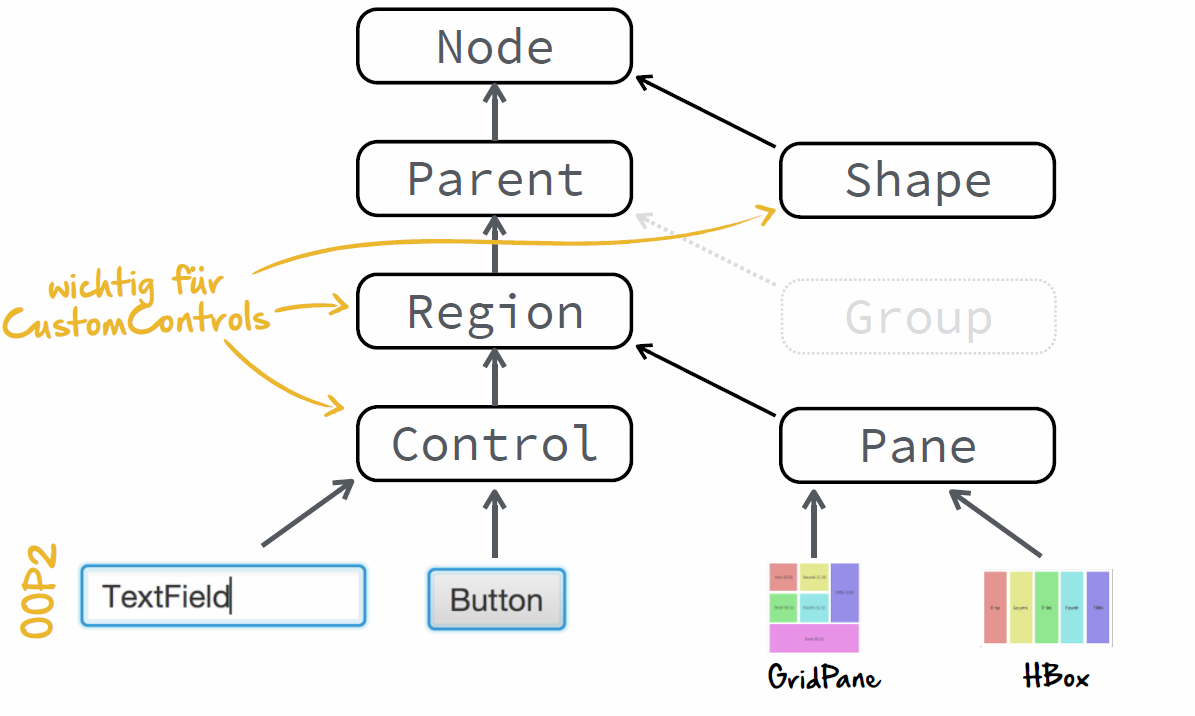 Node
Parent
Shape
wichtig für
CustomControls
Region
Group
Control
Pane
OOP2
TextField
Button
GridPane
HBox